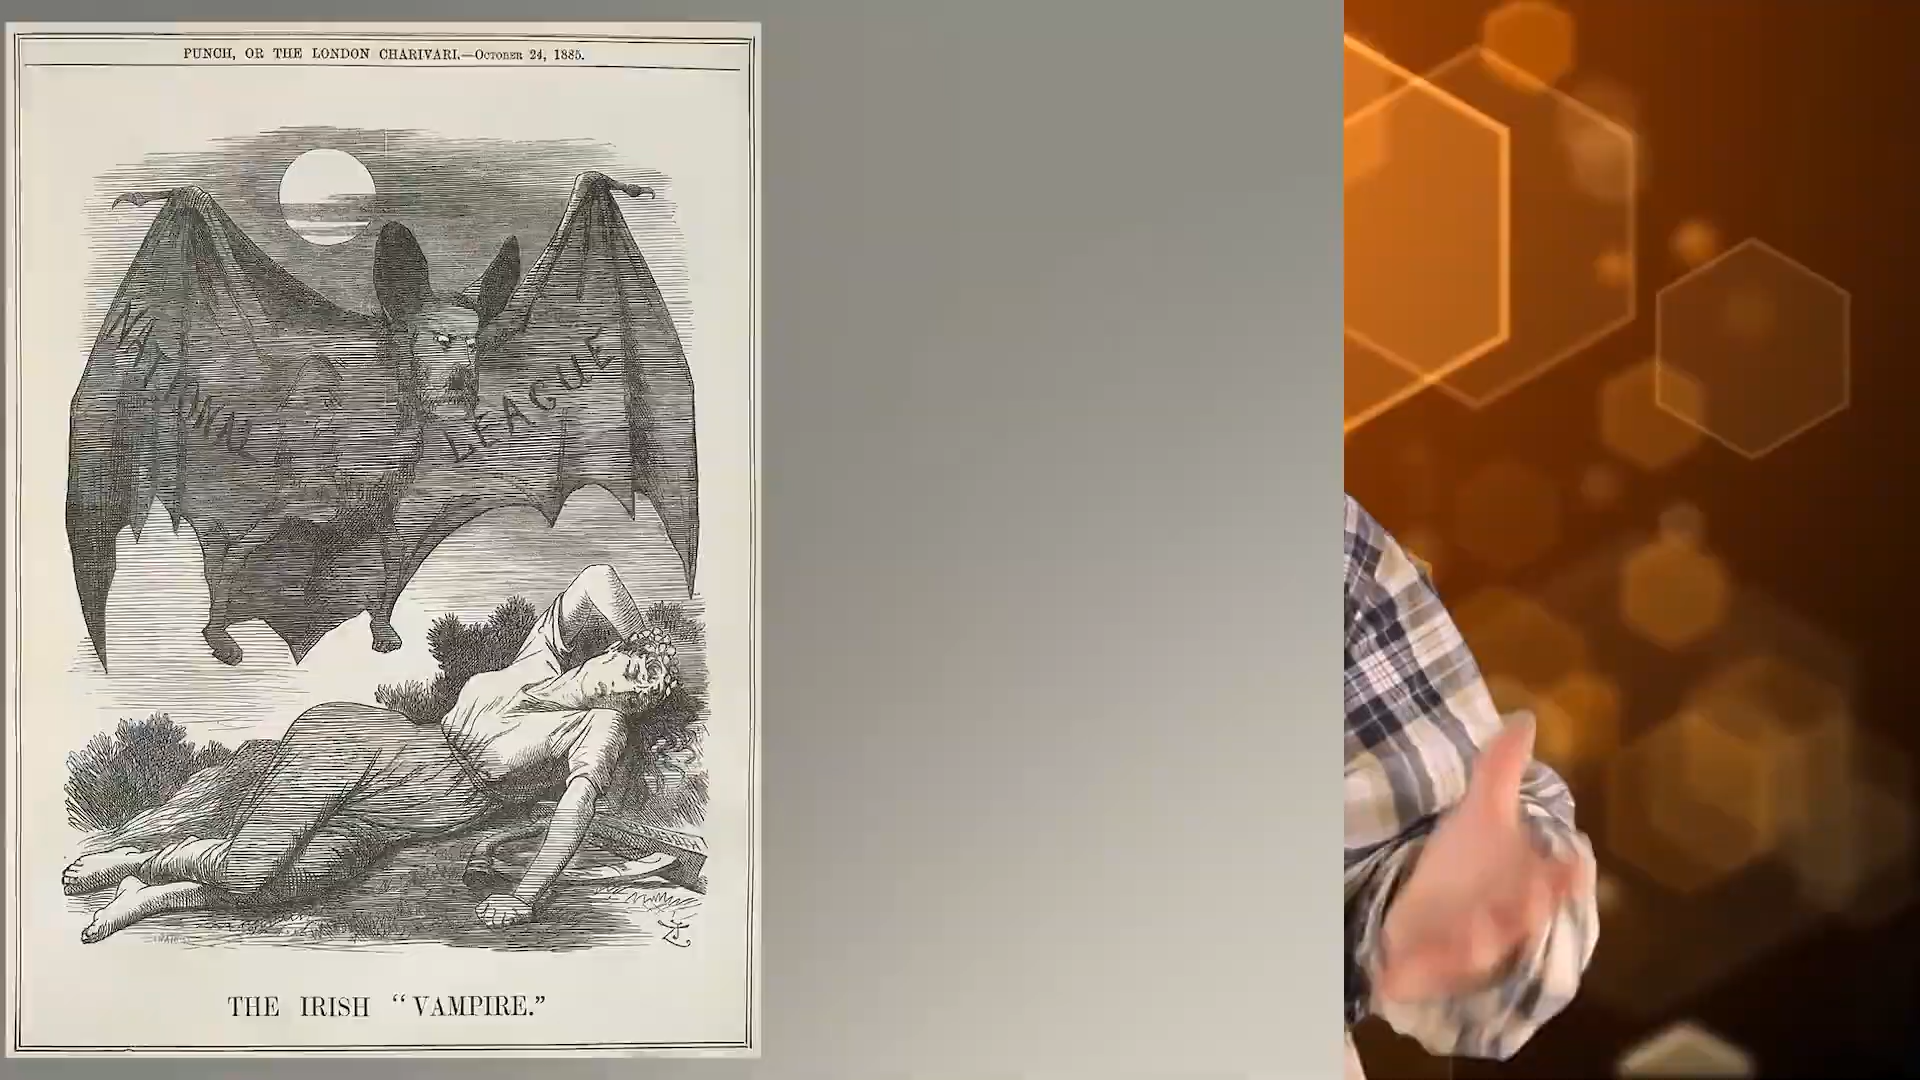 PUNCH, OR THE LONDON CHARIVARI.—OCTOBER 24, 1885.
NATIONAL
LEAGUE
THE IRISH "VAMPIRE."